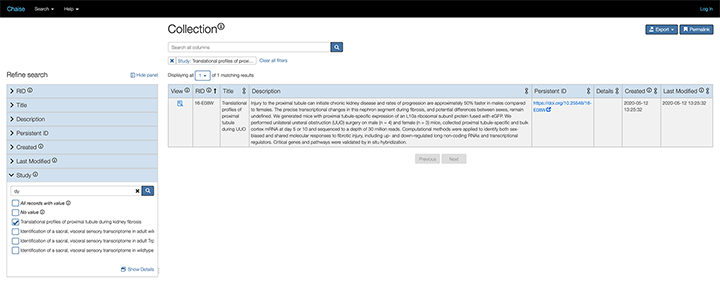 Chaise Search Help Log In
Collection
Export Permalink
Search all columns
Study: Translational profiles of proxi... Clear all filters
Refine search Hide panel
Displaying all 1 of 1 matching results
RID
Title
Description
Persistent ID
Created
Last Modified
Study
dy
All records with value
No value
Translational profiles of proximal tubule during kidney fibrosis
Identification of a sacral, visceral sensory transcriptome in adult wil
Identification of a sacral, visceral sensory transcriptome in adult Trp
Identification of a sacral, visceral sensory transcriptome in wildtype
Show Details
View RID Title Description Persistent ID Details Created Last Modified
16-E08W
Translational
profiles of
proximal
tubule
during UUO
Injury to the proximal tubule can initiate chronic kidney disease and rates of progression are approximately 50% faster in males compared
to females. The precise transcriptional changes in this nephron segment during fibrosis, and potential differences between sexes, remain
undefined. We generated mice with proximal tubule-specific expression of an L10a ribosomal subunit protein fused with eGFP. We
performed unilateral ureteral obstruction (UUO) surgery on male (n = 4) and female (n = 3) mice, collected proximal tubule-specific and bulk
cortex mRNA at day 5 or 10 and sequenced to a depth of 30 million reads. Computational methods were applied to identify both sex-
biased and shared molecular responses to fibrotic injury, including up- and down-regulated long non-coding RNAs and transcriptional
regulators. Critical genes and pathways were validated by in situ hybridization.
https://doi.org/10.25548/16-
E08W
2020-05-12
13:25:32
2020-05-12 13:25:32
Previous Next